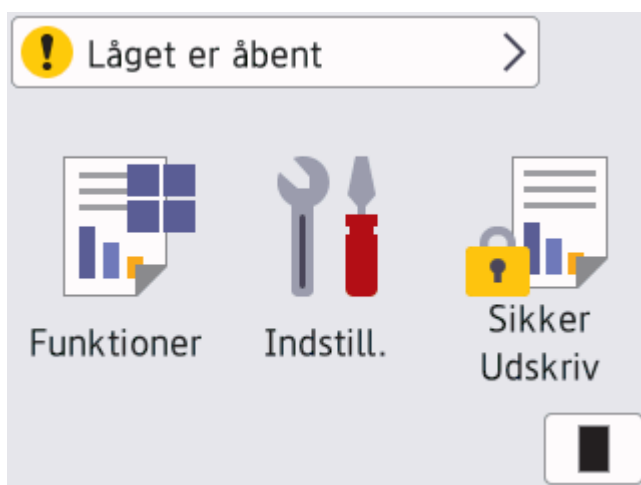 Låget er åbent
Funktioner
Indstill.
Sikker
Udskriv